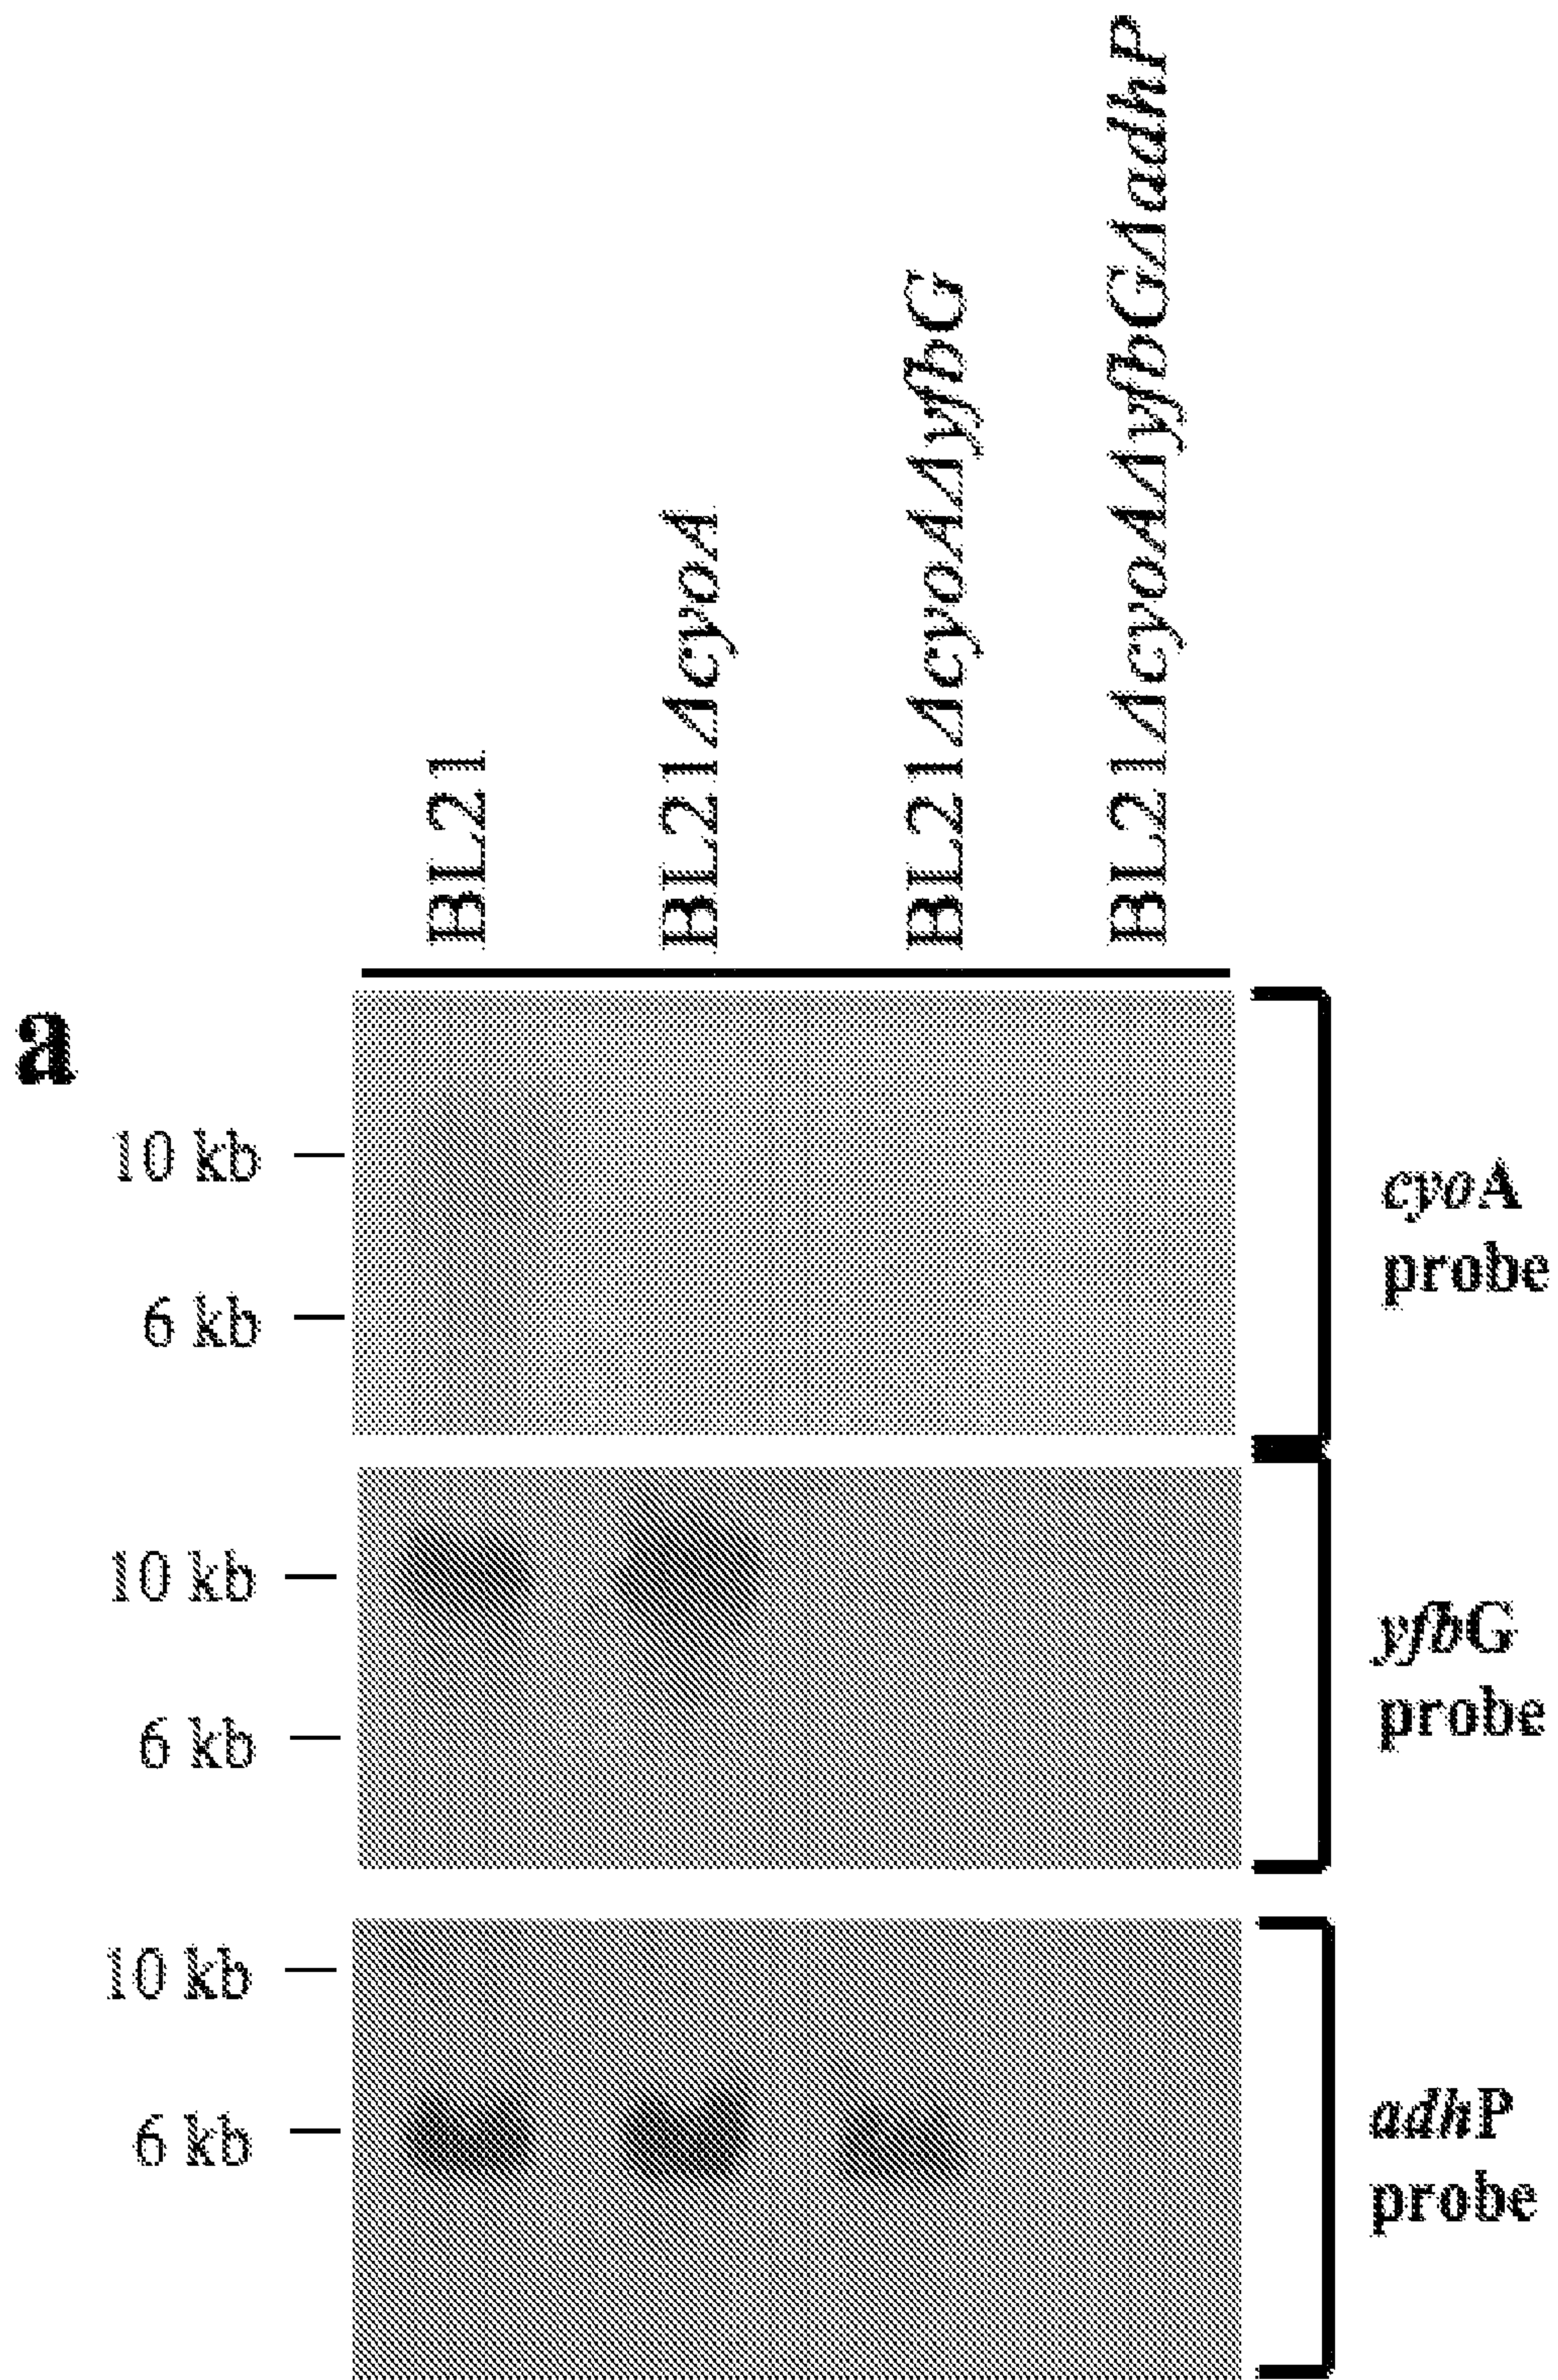 BL21
BL21ΔcyoA
BL21ΔcyoAΔyfbG
BL21ΔcyoAΔyfbGΔadhP
a
10 kb
6 kb
cyoA
probe
10 kb
6 kb
yfbG
probe
10 kb
6 kb
adhP
probe